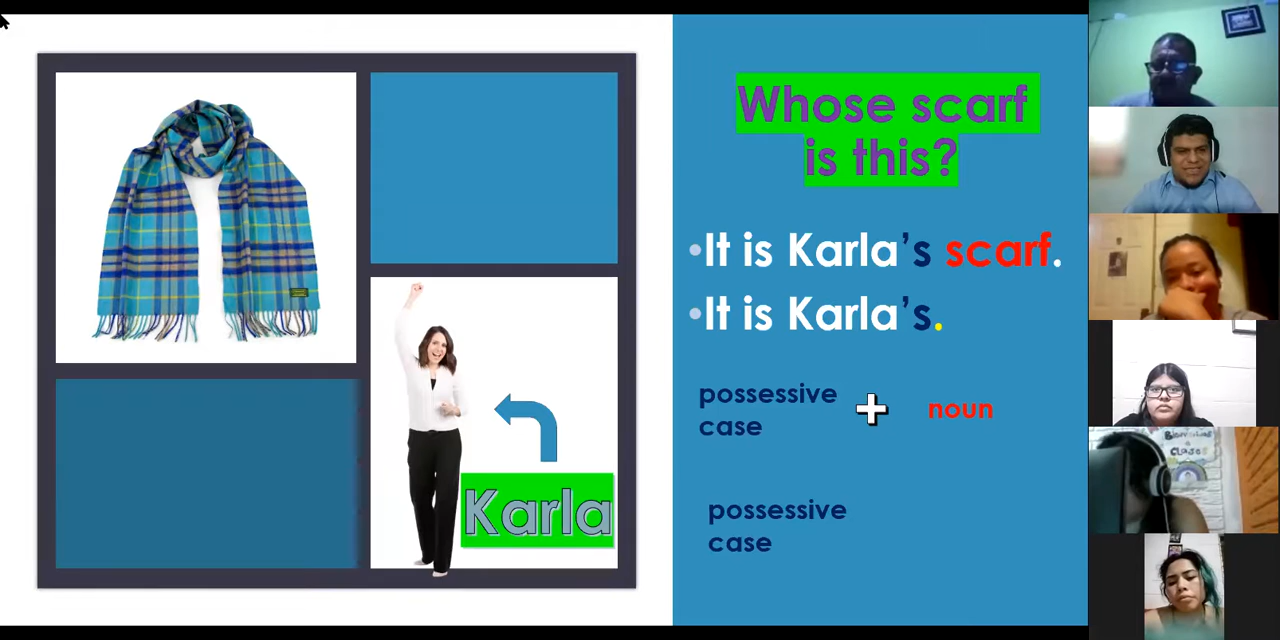 Whose scarf
is this?
•It is Karla’s scarf.
•It is Karla’s.
possessive
case
+
noun
Karla
possessive
case